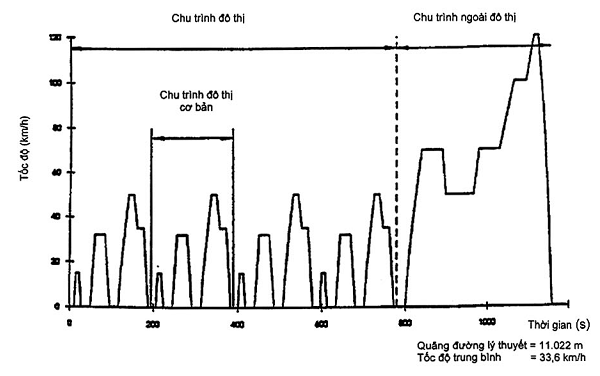 Chu trình đô thị
Chu trình ngoài đô thị
Chu trình đô thị
cơ bản
Tốc độ (km/h)
120
100
80
60
40
20
0
0
200
400
600
800
1000
Thời gian (s)
Quãng đường lý thuyết = 11.022 m
Tốc độ trung bình = 33,6 km/h